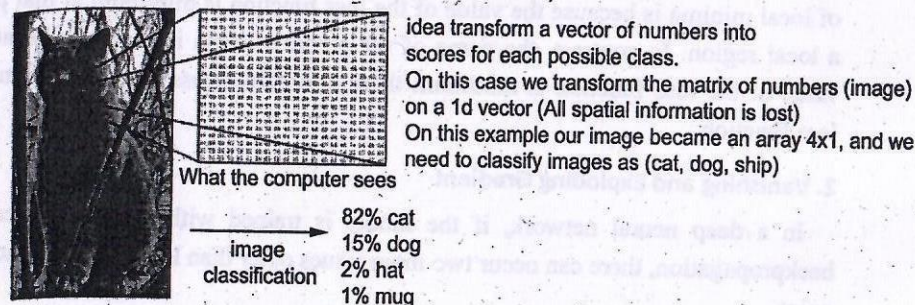 idea transform a vector of numbers into
scores for each possible class.
On this case we transform the matrix of numbers (image)
on a 1d vector (All spatial information is lost)
On this example our image became an array 4x1, and we
need to classify images as (cat, dog, ship)
What the computer sees
image
classification
82% cat
15% dog
2% hat
1% mug